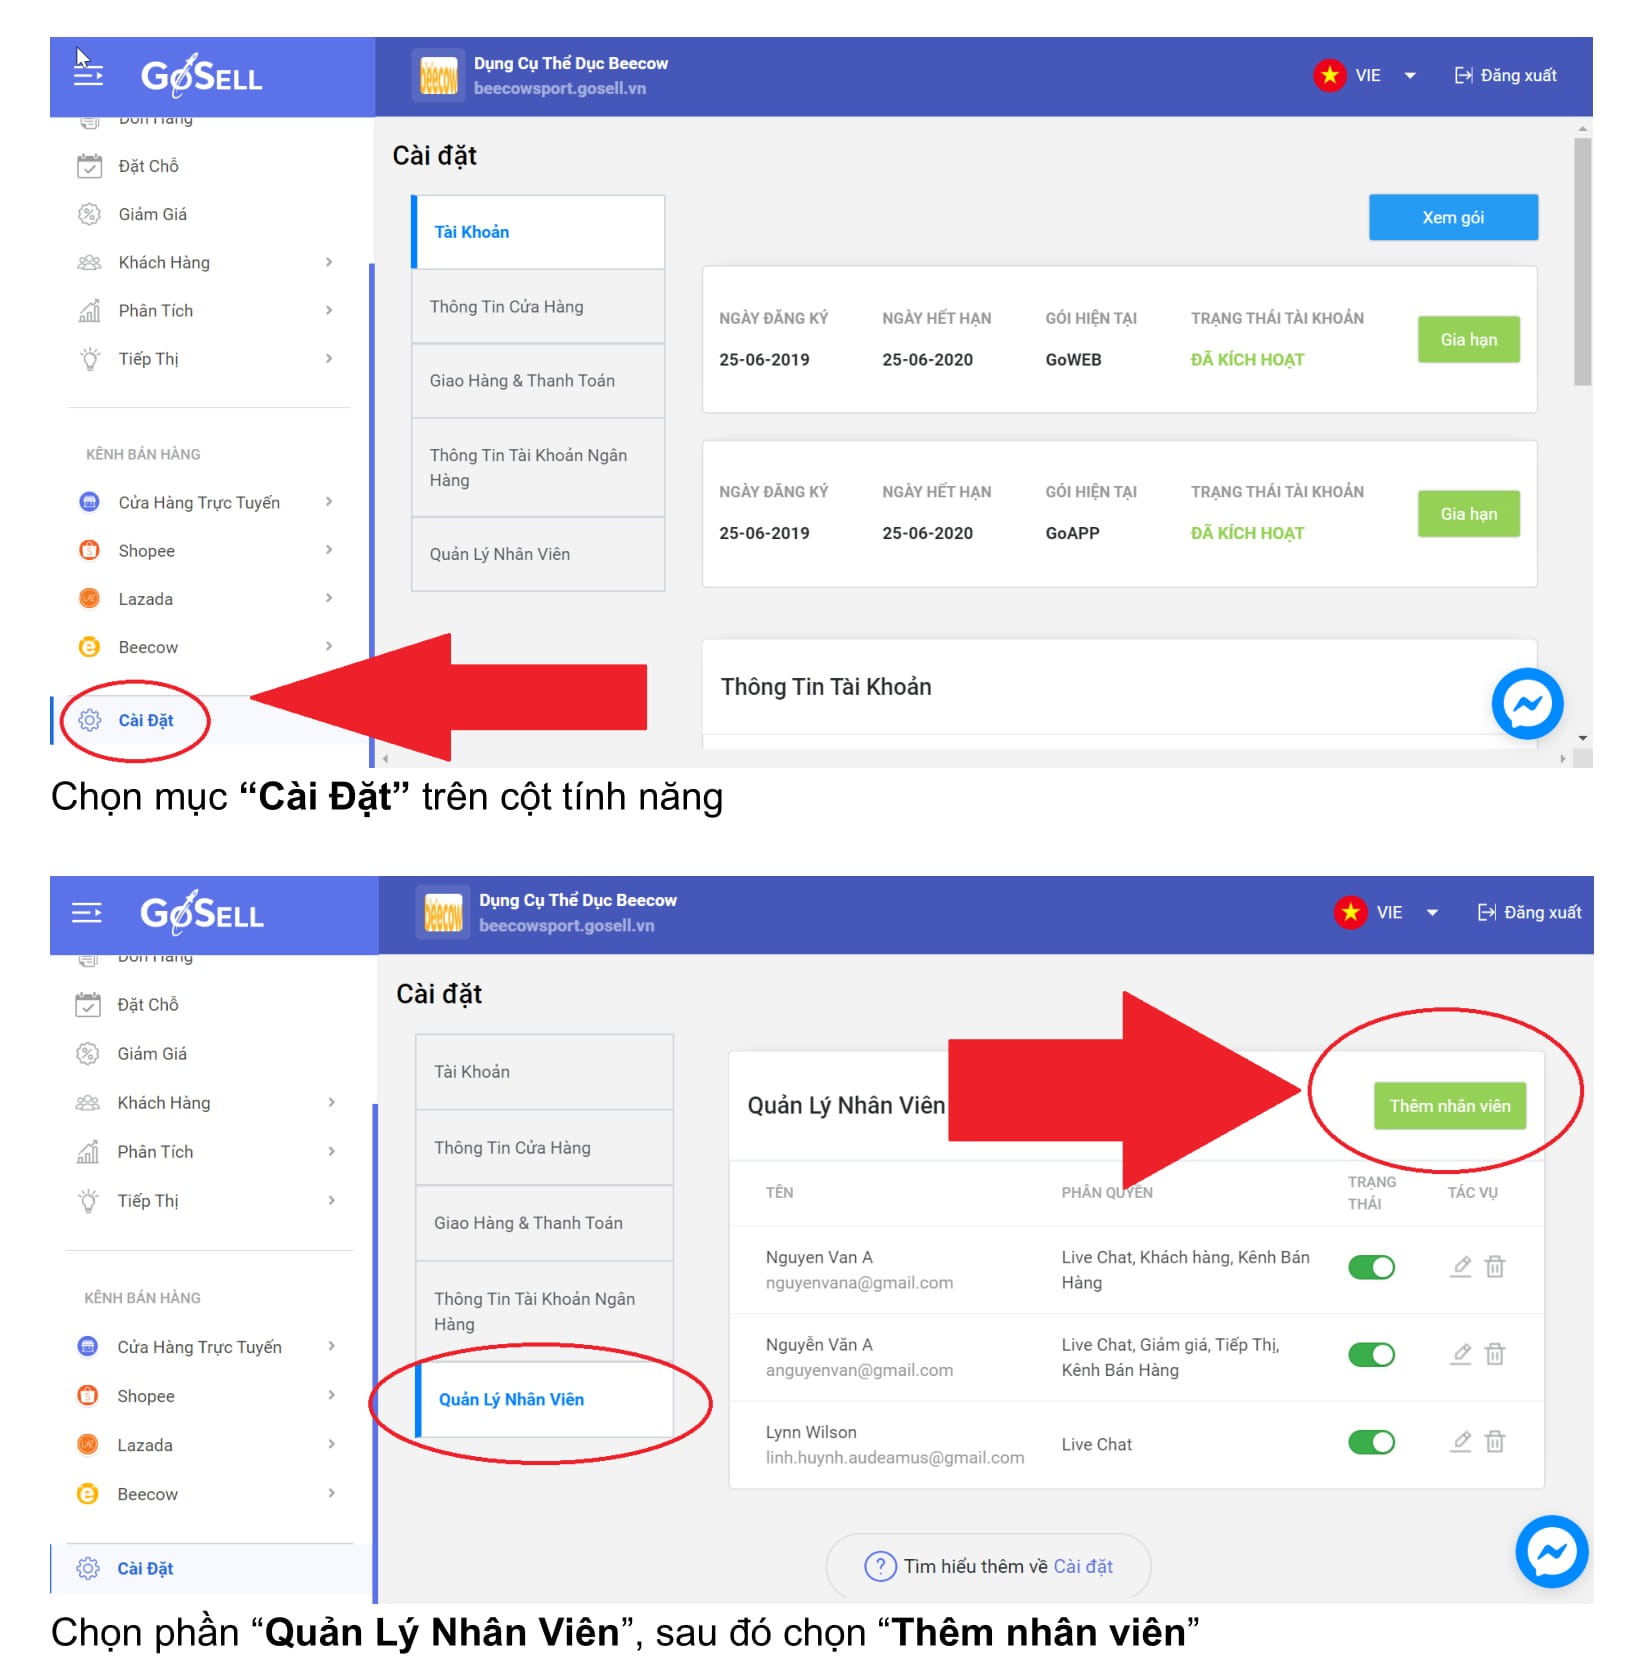 GoSELL
Dụng Cụ Thể Dục Beecow
beecowsport.gosell.vn
VIE
Đăng xuất
Đặt Chỗ
Giảm Giá
Khách Hàng
Phân Tích
Tiếp Thị
KÊNH BÁN HÀNG
Cửa Hàng Trực Tuyến
Shopee
Lazada
Beecow
Cài Đặt
Cài đặt
Tài Khoản
Thông Tin Cửa Hàng
Giao Hàng & Thanh Toán
Thông Tin Tài Khoản Ngân
Hàng
Quản Lý Nhân Viên
Xem gói
NGÀY ĐĂNG KÝ NGÀY HẾT HẠN GÓI HIỆN TẠI TRẠNG THÁI TÀI KHOẢN
25-06-2019 25-06-2020 GoWEB ĐÃ KÍCH HOẠT
Gia hạn
NGÀY ĐĂNG KÝ NGÀY HẾT HẠN GÓI HIỆN TẠI TRẠNG THÁI TÀI KHOẢN
25-06-2019 25-06-2020 GoAPP ĐÃ KÍCH HOẠT
Gia hạn
Thông Tin Tài Khoản
Chọn mục “Cài Đặt” trên cột tính năng
GoSELL
beecow
Dụng Cụ Thể Dục Beecow
beecowsport.gosell.vn
VIE
Đăng xuất
Đặt Chỗ
Giảm Giá
Khách Hàng
Phân Tích
Tiếp Thị
KÊNH BÁN HÀNG
Cửa Hàng Trực Tuyến
Shopee
Lazada
Beecow
Cài Đặt
Cài đặt
Tài Khoản
Thông Tin Cửa Hàng
Giao Hàng & Thanh Toán
Thông Tin Tài Khoản Ngân
Hàng
Quản Lý Nhân Viên
Quản Lý Nhân Viên
Thêm nhân viên
TÊN PHÂN QUYỀN TRẠNG THÁI TÁC VỤ
Nguyen Van A
nguyenvana@gmail.com
Live Chat, Khách hàng, Kênh Bán
Hàng
Nguyễn Văn A
anguyenvan@gmail.com
Live Chat, Giảm giá, Tiếp Thị,
Kênh Bán Hàng
Lynn Wilson
linh.huynh.audeamus@gmail.com
Live Chat
Tìm hiểu thêm về Cài đặt
Chọn phần “Quản Lý Nhân Viên”, sau đó chọn “Thêm nhân viên”